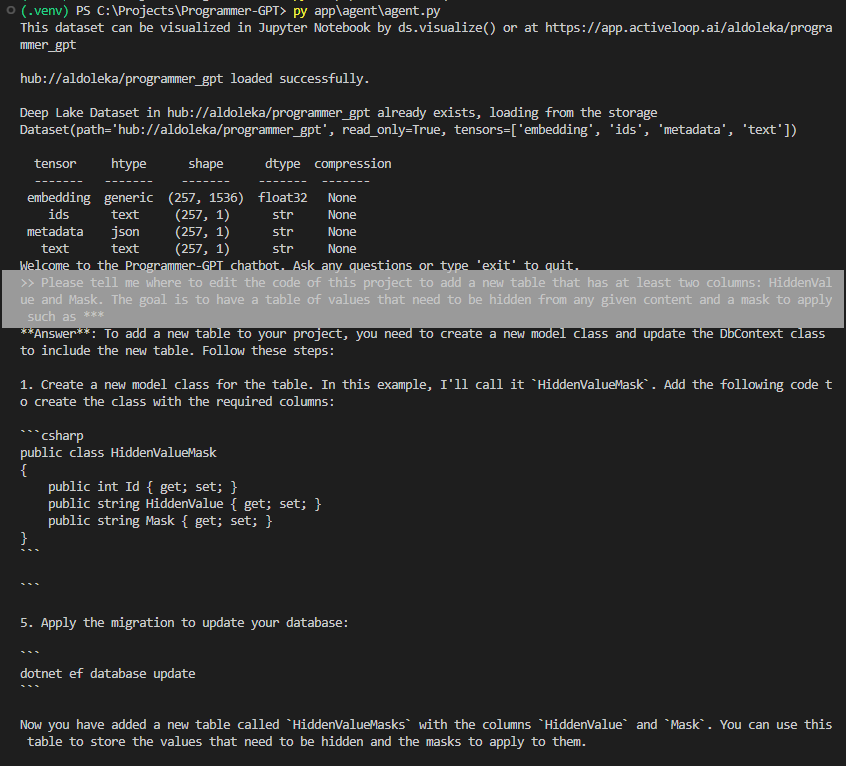 (.venv) PS C:\Projects\Programmer-GPT> py app\agent\agent.py
This dataset can be visualized in Jupyter Notebook by ds.visualize() or at https://app.activeloop.ai/aldoleka/progra
mmer_gpt
hub://aldoleka/programmer_gpt loaded successfully.
Deep Lake Dataset in hub://aldoleka/programmer_gpt already exists, loading from the storage
Dataset(path='hub://aldoleka/programmer_gpt', read_only=True, tensors=['embedding', 'ids', 'metadata', 'text'])
tensor htype shape dtype compression
------- ------- ------- ------- -------
embedding generic (257, 1536) float32 None
ids text (257, 1) str None
metadata json (257, 1) str None
text text (257, 1) str None
Welcome to the Programmer-GPT chatbot. Ask any questions or type 'exit' to quit.
>> Please tell me where to edit the code of this project to add a new table that has at least two columns: HiddenVal
ue and Mask. The goal is to have a table of values that need to be hidden from any given content and a mask to apply
such as ***
**Answer**: To add a new table to your project, you need to create a new model class and update the DbContext class
to include the new table. Follow these steps:
1. Create a new model class for the table. In this example, I'll call it `HiddenValueMask`. Add the following code t
o create the class with the required columns:
```csharp
public class HiddenValueMask
{
public int Id { get; set; }
public string HiddenValue { get; set; }
public string Mask { get; set; }
}
```
```
5. Apply the migration to update your database:
```
dotnet ef database update
```
Now you have added a new table called `HiddenValueMasks` with the columns `HiddenValue` and `Mask`. You can use this
table to store the values that need to be hidden and the masks to apply to them.